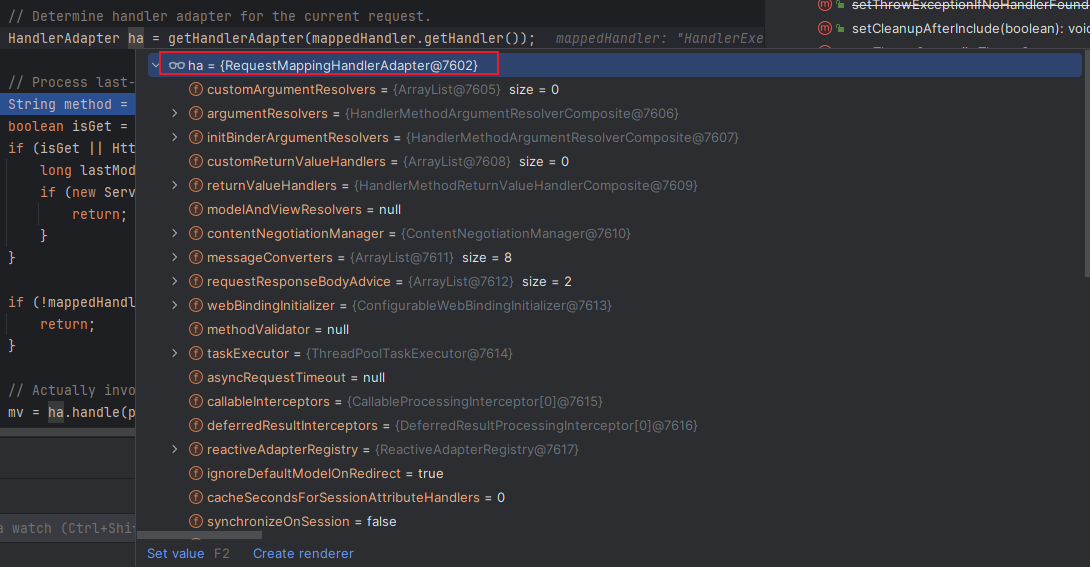 // Determine handler adapter for the current request.
HandlerAdapter ha = getHandlerAdapter(mappedHandler.getHandler()); mappedHandler: "HandlerExe
setThrowExceptionIfNoHandlerFound
setCleanupAfterInclude(boolean): voi
ha = {RequestMappingHandlerAdapter@7602}
customArgumentResolvers = {ArrayList@7605} size = 0
argumentResolvers = {HandlerMethodArgumentResolverComposite@7606}
initBinderArgumentResolvers = {HandlerMethodArgumentResolverComposite@7607}
customReturnValueHandlers = {ArrayList@7608} size = 0
returnValueHandlers = {HandlerMethodReturnValueHandlerComposite@7609}
modelAndViewResolvers = null
contentNegotiationManager = {ContentNegotiationManager@7610}
messageConverters = {ArrayList@7611} size = 8
requestResponseBodyAdvice = {ArrayList@7612} size = 2
webBindingInitializer = {ConfigurableWebBindingInitializer@7613}
methodValidator = null
taskExecutor = {ThreadPoolTaskExecutor@7614}
asyncRequestTimeout = null
callableInterceptors = {CallableProcessingInterceptor[0]@7615}
deferredResultInterceptors = {DeferredResultProcessingInterceptor[0]@7616}
reactiveAdapterRegistry = {ReactiveAdapterRegistry@7617}
ignoreDefaultModelOnRedirect = true
cacheSecondsForSessionAttributeHandlers = 0
synchronizeOnSession = false
Set value F2 Create renderer
// Process last-
String method =
boolean isGet =
if (isGet || Htt
long lastMod
if (new Serv
return;
}
}
if (!mappedHandl
return;
}
// Actually invo
mv = ha.handle(p
a watch (Ctrl+Shif